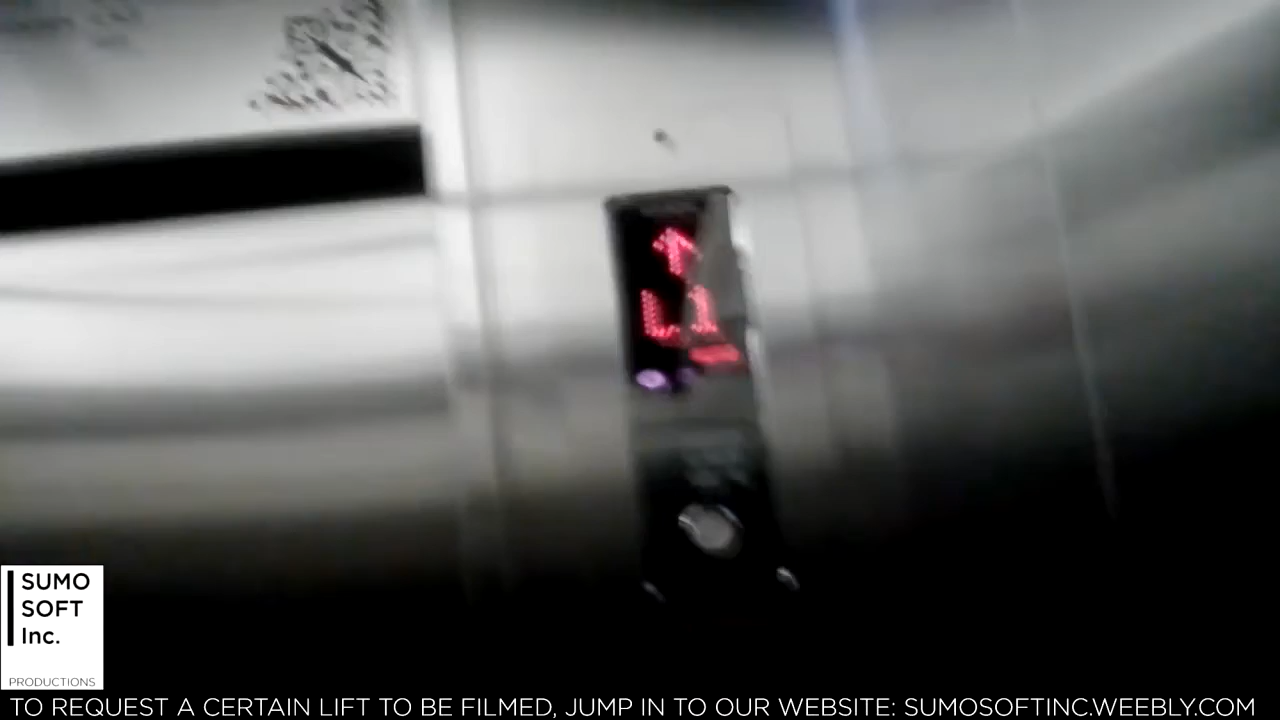 L1
SUMO
SOFT
Inc.
PRODUCTIONS
TO REQUEST A CERTAIN LIFT TO BE FILMED, JUMP IN TO OUR WEBSITE: SUMOSOFTINC.WEEBLY.COM